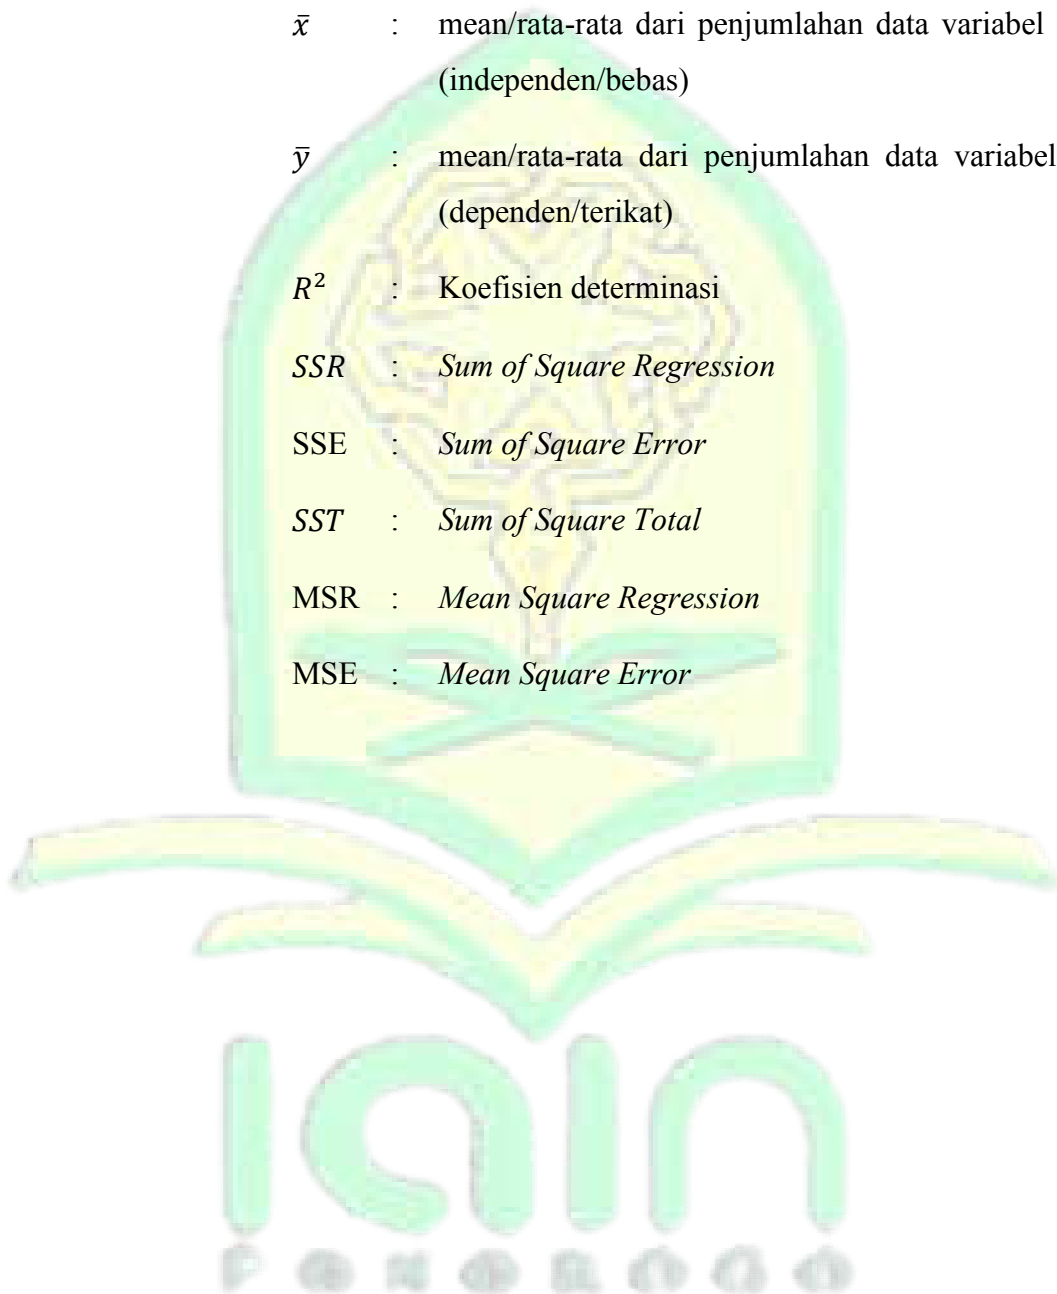 x̄ : mean/rata-rata dari penjumlahan data variabel
(independen/bebas)
ȳ : mean/rata-rata dari penjumlahan data variabel
(dependen/terikat)
R² : Koefisien determinasi
SSR : Sum of Square Regression
SSE : Sum of Square Error
SST : Sum of Square Total
MSR : Mean Square Regression
MSE : Mean Square Error
iain
PONOROGO